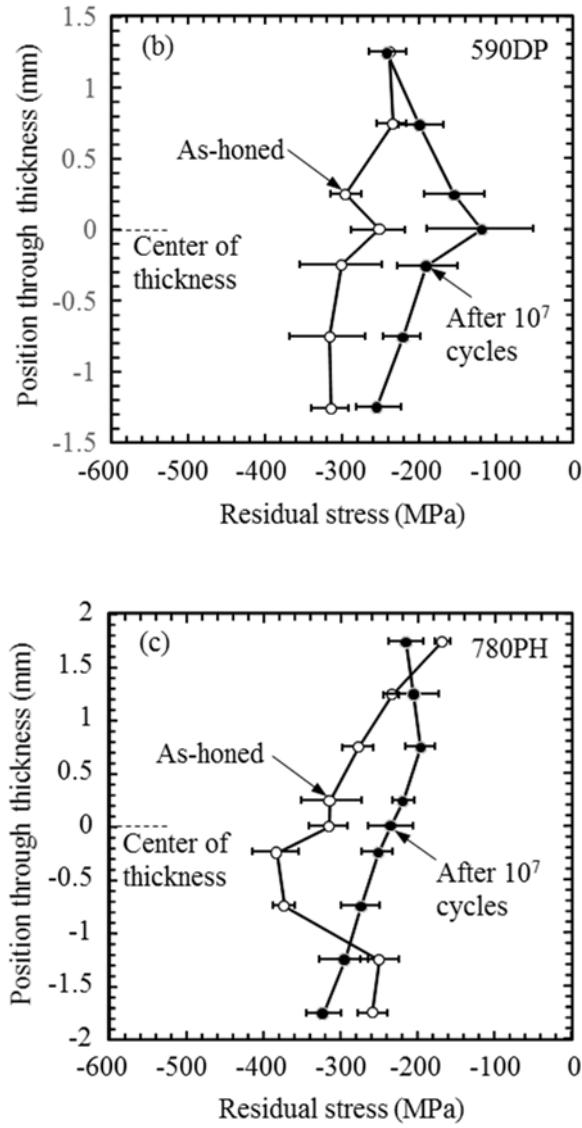 (b)
590DP
1.5
1
0.5
0
-0.5
-1
-1.5
Position through thickness (mm)
As-honed
Center of
thickness
After 10⁷
cycles
-600 -500 -400 -300 -200 -100 0
Residual stress (MPa)
(c)
780PH
2
1.5
1
0.5
0
-0.5
-1
-1.5
-2
Position through thickness (mm)
As-honed
Center of
thickness
After 10⁷
cycles
-600 -500 -400 -300 -200 -100 0
Residual stress (MPa)